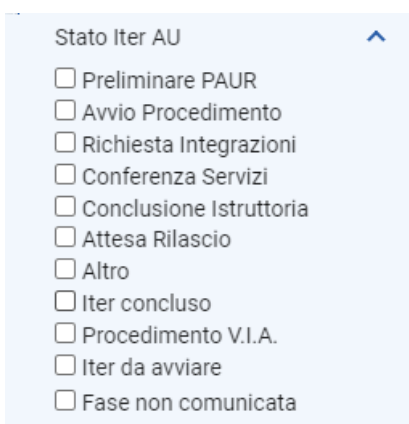 Stato Iter AU
Preliminare PAUR
Avvio Procedimento
Richiesta Integrazioni
Conferenza Servizi
Conclusione Istruttoria
Attesa Rilascio
Altro
Iter concluso
Procedimento V.I.A.
Iter da avviare
Fase non comunicata